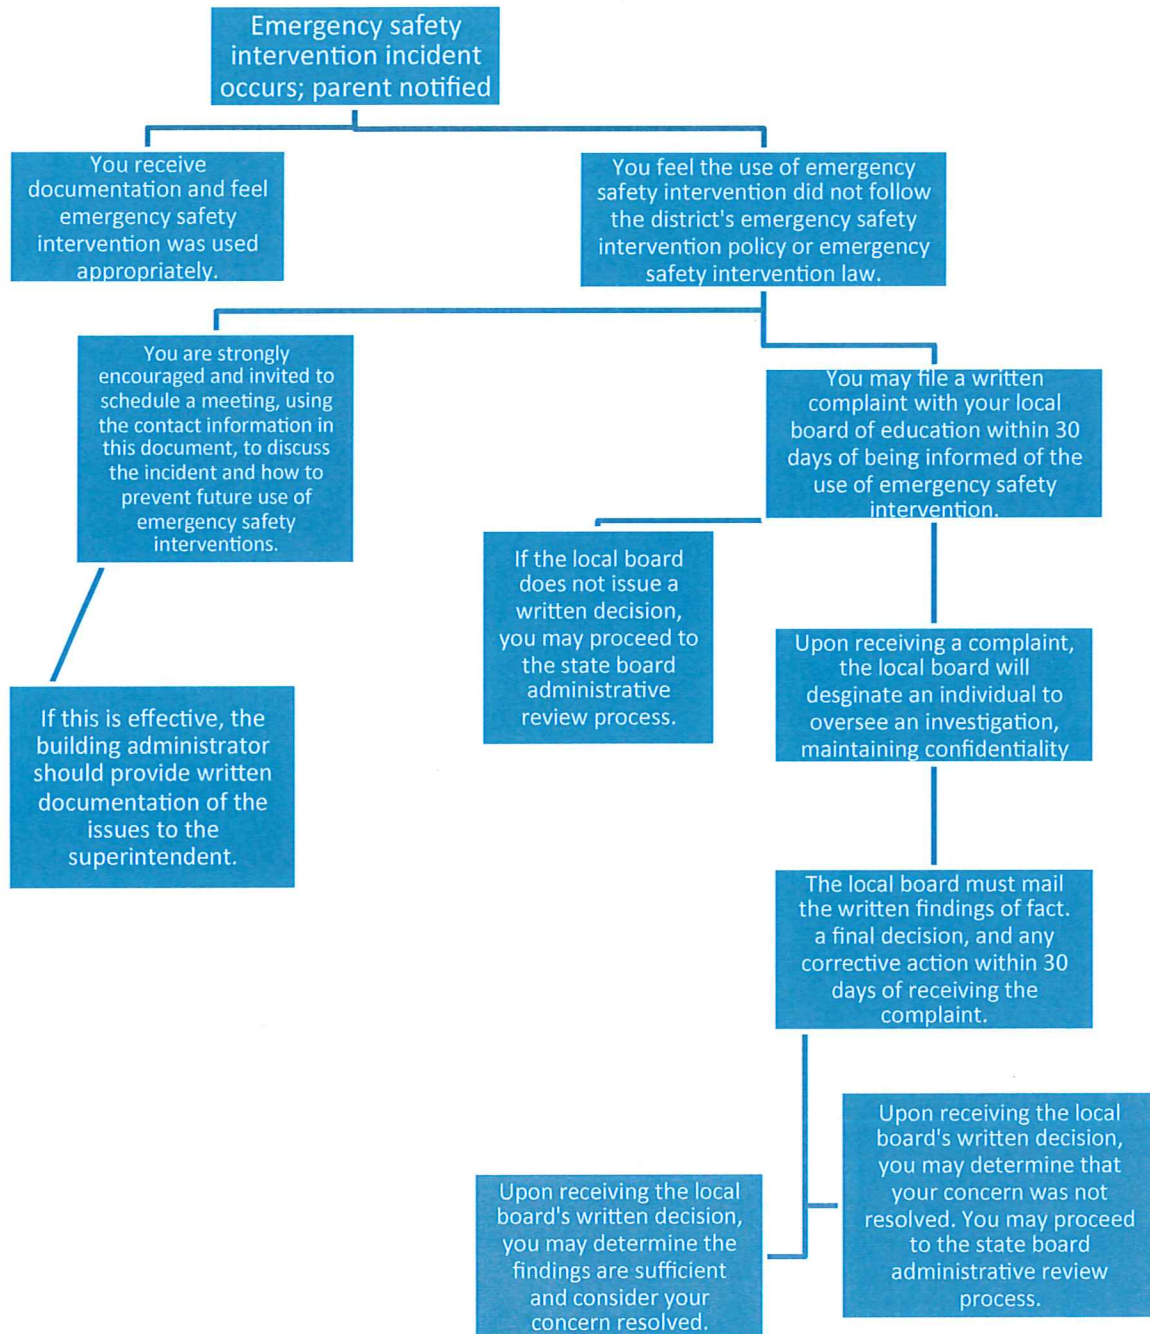 Emergency safety
intervention incident
occurs; parent notified
You receive
documentation and feel
emergency safety
intervention was used
appropriately.
You feel the use of emergency
safety intervention did not follow
the district's emergency safety
intervention policy or emergency
safety intervention law.
You are strongly
encouraged and invited to
schedule a meeting, using
the contact information in
this document, to discuss
the incident and how to
prevent future use of
emergency safety
interventions.
You may file a written
complaint with your local
board of education within 30
days of being informed of the
use of emergency safety
intervention.
If the local board
does not issue a
written decision,
you may proceed to
the state board
administrative
review process.
Upon receiving a complaint,
the local board will
desginate an individual to
oversee an investigation,
maintaining confidentiality
If this is effective, the
building administrator
should provide written
documentation of the
issues to the
superintendent.
The local board must mail
the written findings of fact.
a final decision, and any
corrective action within 30
days of receiving the
complaint.
Upon receiving the local
board's written decision,
you may determine that
your concern was not
resolved. You may proceed
to the state board
administrative review
process.
Upon receiving the local
board's written decision,
you may determine the
findings are sufficient
and consider your
concern resolved.